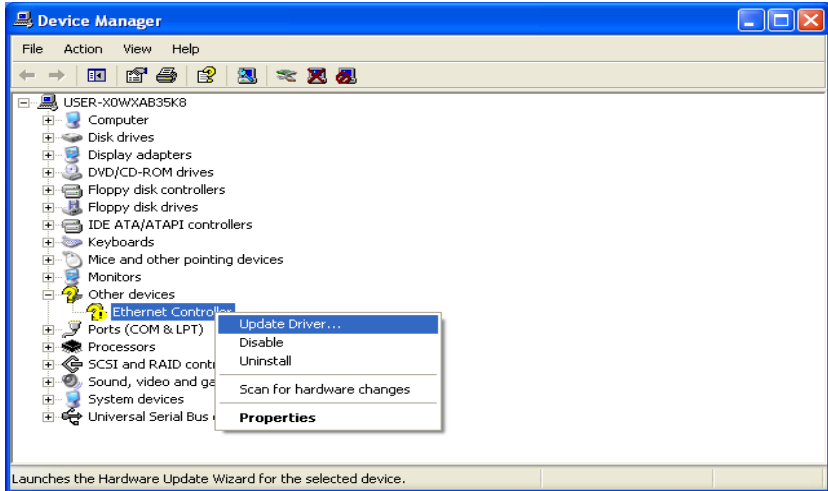 Device Manager
File Action View Help
USER-X0WXAB35K8
Computer
Disk drives
Display adapters
DVD/CD-ROM drives
Floppy disk controllers
Floppy disk drives
IDE ATA/ATAPI controllers
Keyboards
Mice and other pointing devices
Monitors
Other devices
Ethernet Controller
Update Driver...
Ports (COM & LPT)
Disable
Processors
Uninstall
SCSI and RAID cont
Scan for hardware changes
Sound, video and ga
System devices
Properties
Universal Serial Bus
Launches the Hardware Update Wizard for the selected device.